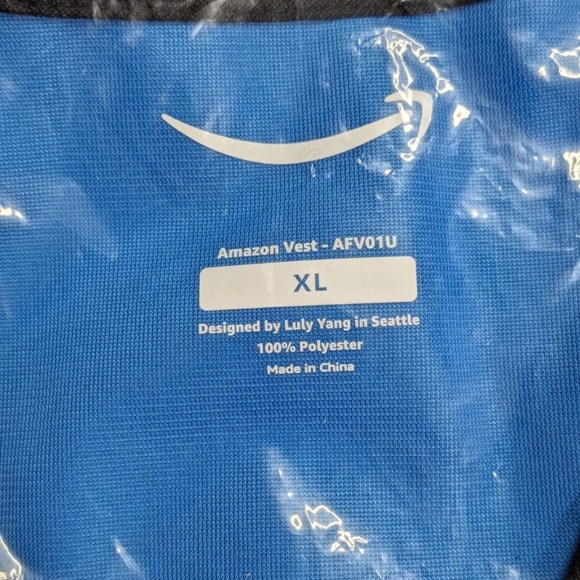 Amazon Vest - AFV01U
XL
Designed by Luly Yang in Seattle
100% Polyester
Made in China